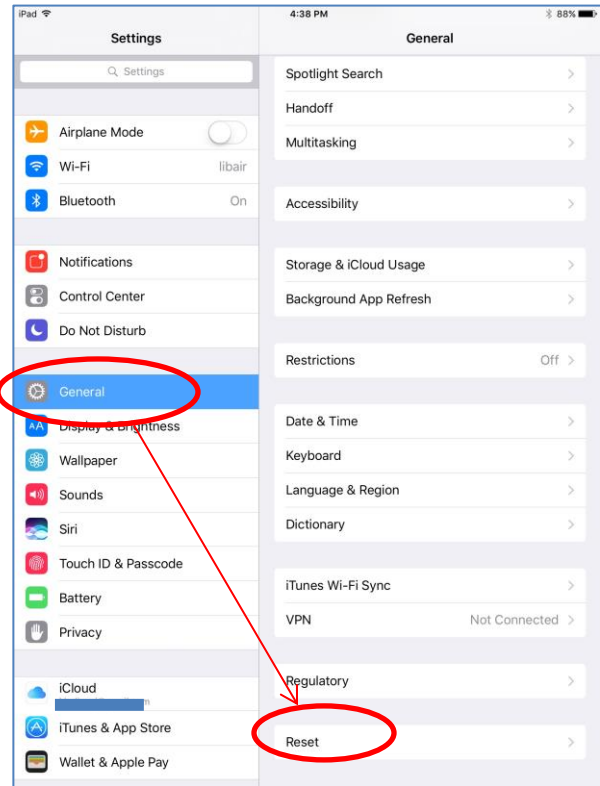 iPad
4:38 PM
88%
Settings
General
Settings
Airplane Mode
Wi-Fi libair
Bluetooth On
Notifications
Control Center
Do Not Disturb
General
AA Display & Brightness
Wallpaper
Sounds
Siri
Touch ID & Passcode
Battery
Privacy
iCloud
iTunes & App Store
Wallet & Apple Pay
Spotlight Search
Handoff
Multitasking
Accessibility
Storage & iCloud Usage
Background App Refresh
Restrictions Off
Date & Time
Keyboard
Language & Region
Dictionary
iTunes Wi-Fi Sync
VPN Not Connected
Regulatory
Reset